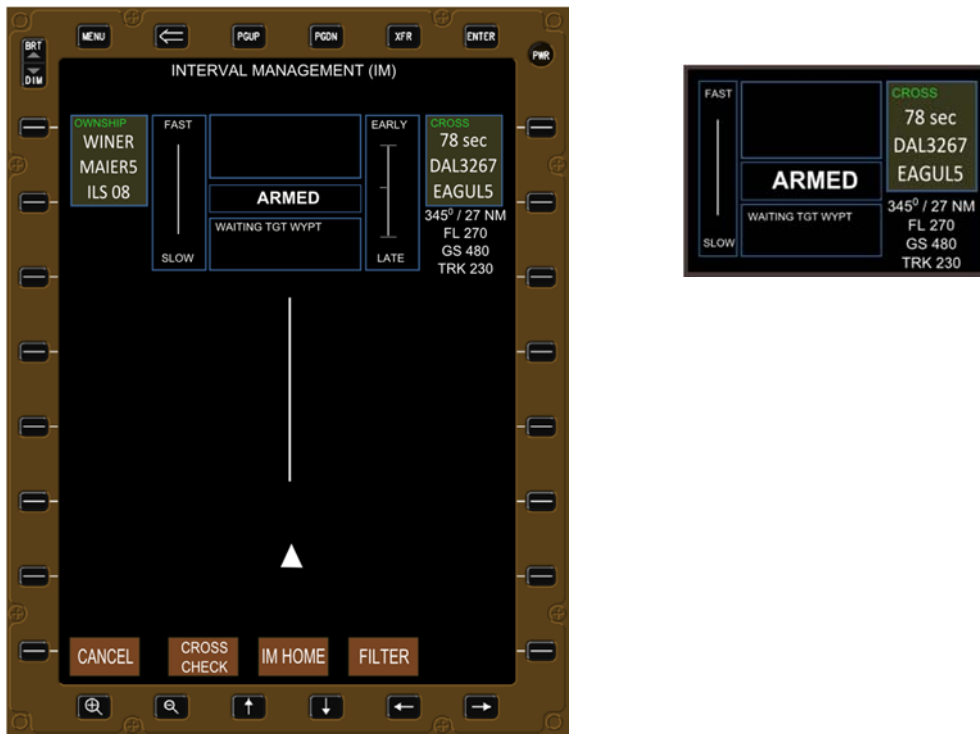 MENU
PGUP
PGDN
XFR
ENTER
BRT
DIM
PWR
INTERVAL MANAGEMENT (IM)
OWNSHIP
WINER
MAIER5
ILS 08
FAST
SLOW
ARMED
WAITING TGT WYPT
EARLY
LATE
CROSS
78 sec
DAL3267
EAGUL5
345⁰ / 27 NM
FL 270
GS 480
TRK 230
CANCEL
CROSS
CHECK
IM HOME
FILTER
FAST
SLOW
ARMED
WAITING TGT WYPT
CROSS
78 sec
DAL3267
EAGUL5
345⁰ / 27 NM
FL 270
GS 480
TRK 230